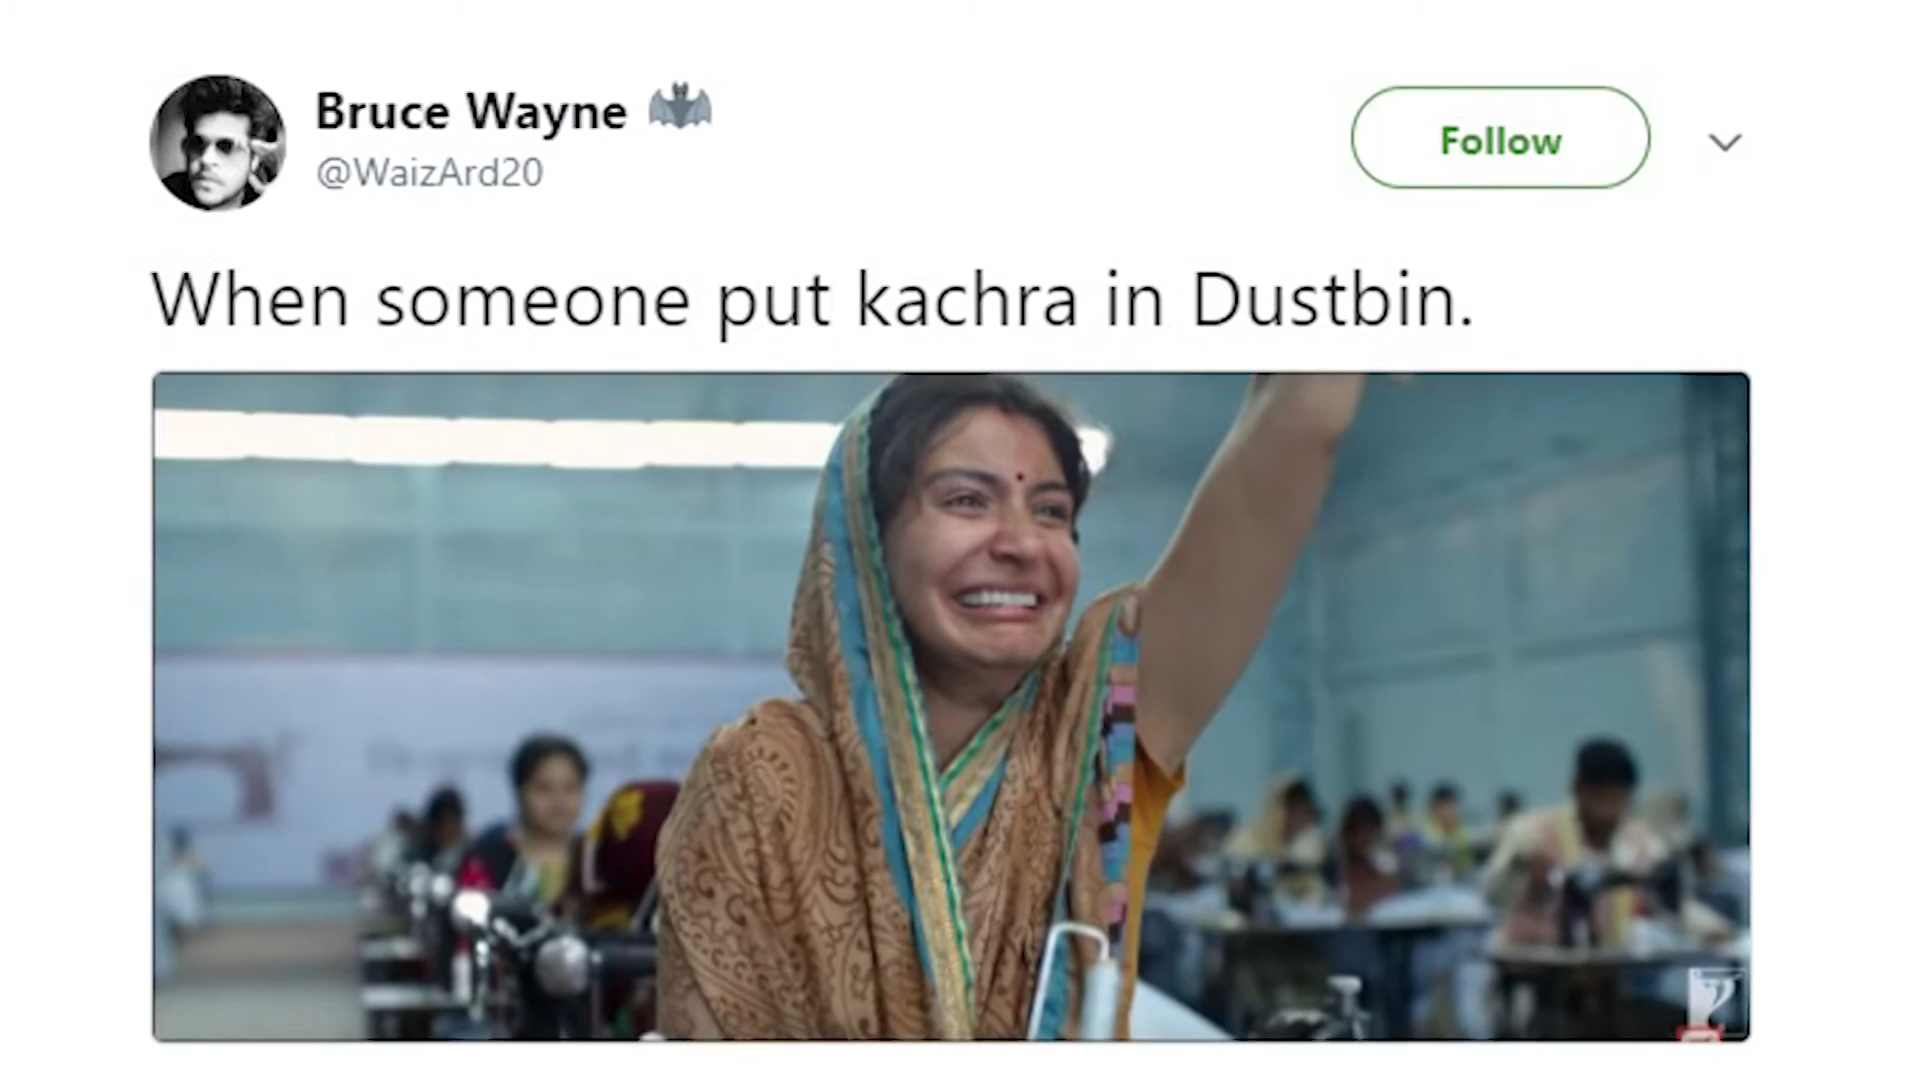 Bruce Wayne
@WaizArd20
Follow
When someone put kachra in Dustbin.